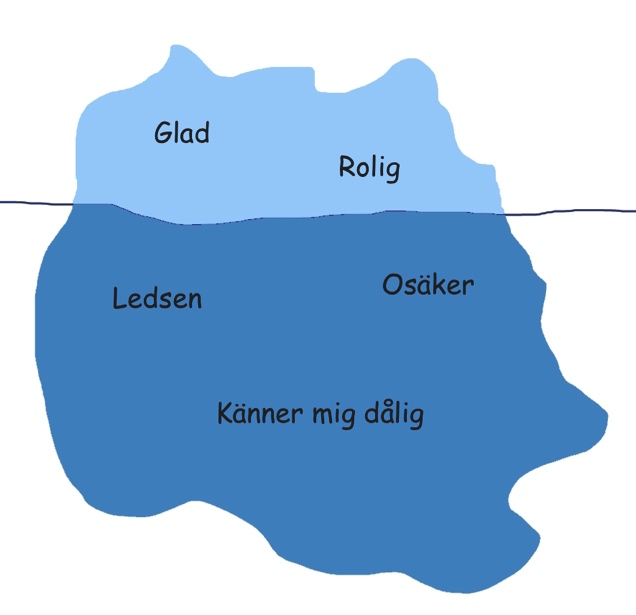 Glad
Rolig
Ledsen
Osäker
Känner mig dålig